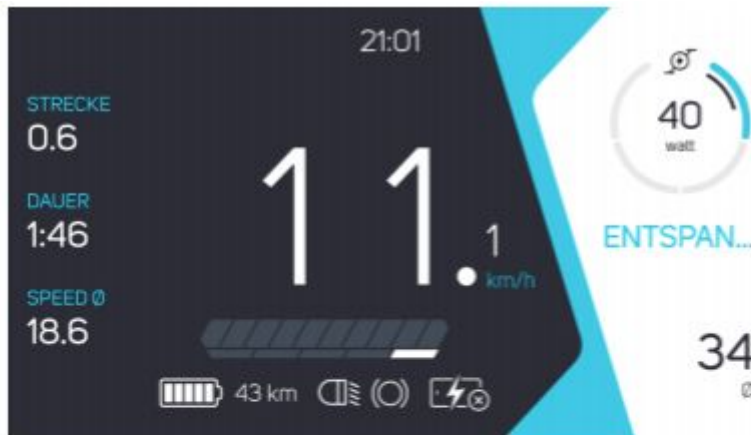 21:01
STRECKE
0.6
DAUER
1:46
SPEED Ø
18.6
11.1
km/h
43 km
40
watt
ENTSPAN...
34
Ø